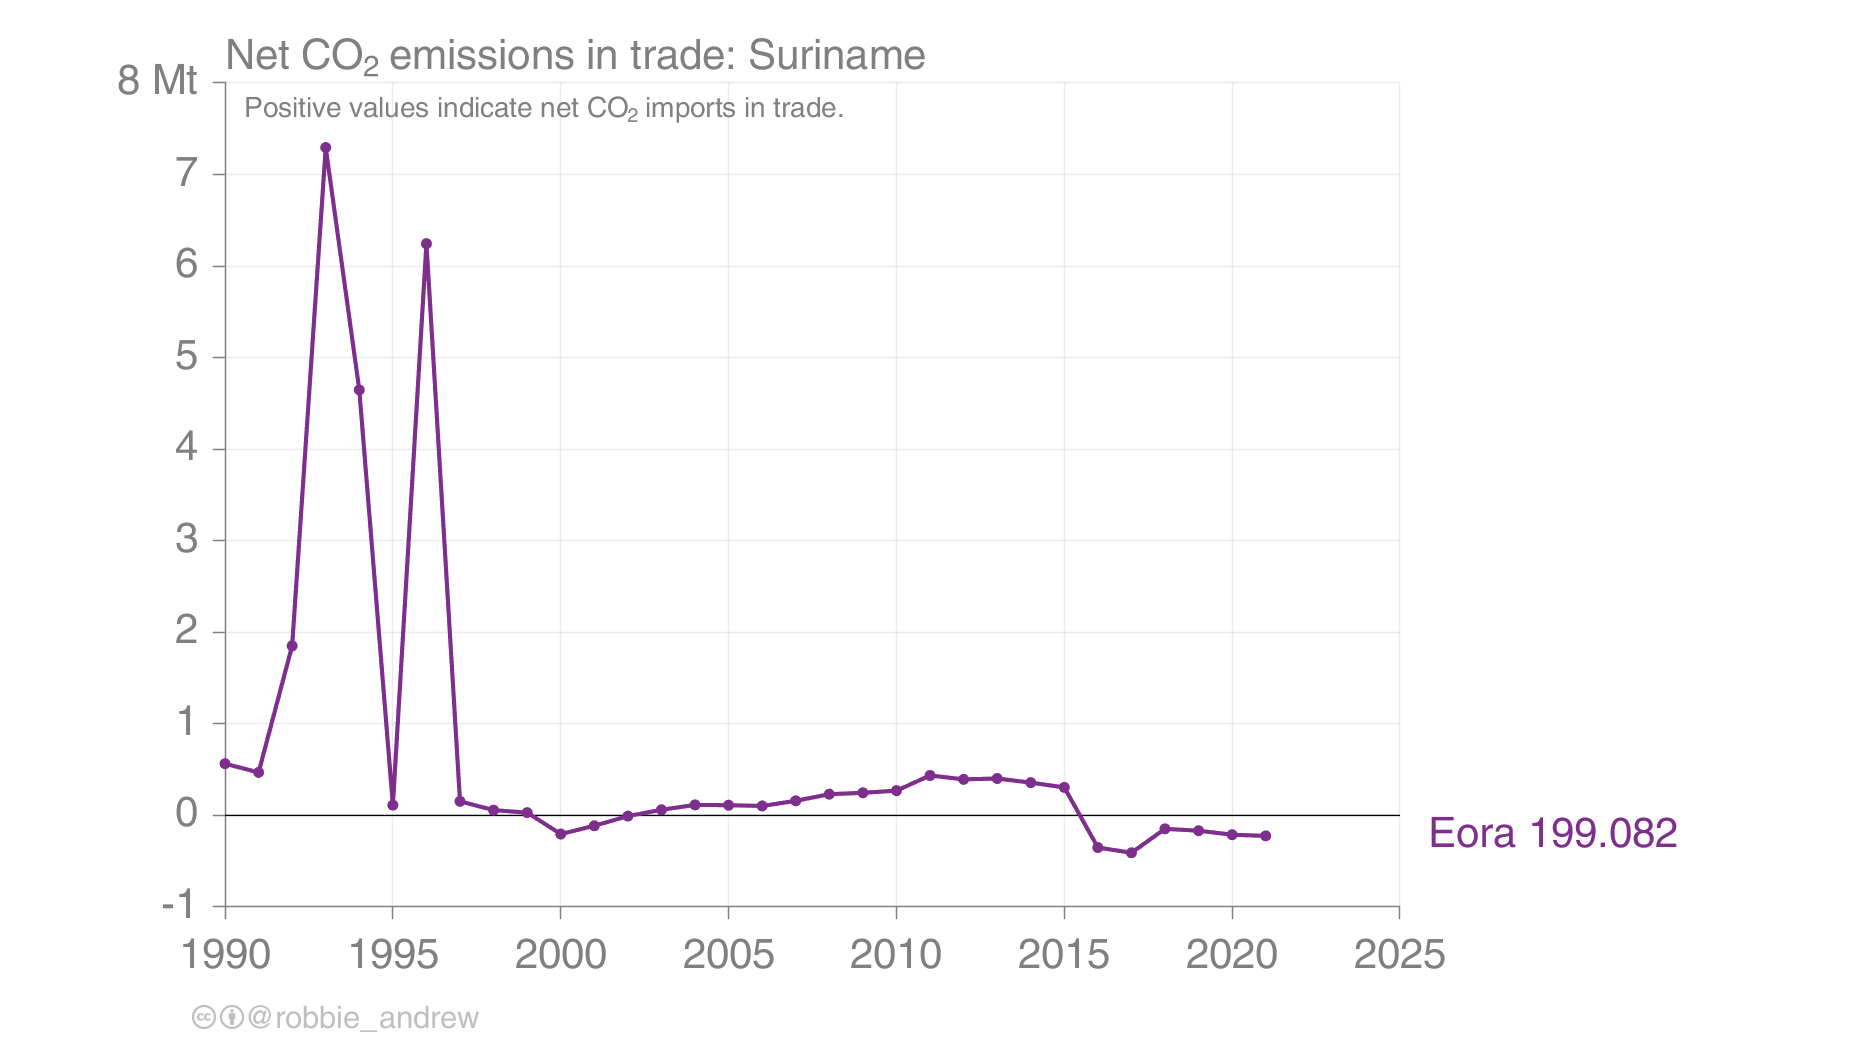 Net CO₂ emissions in trade: Suriname
8 Mt
Positive values indicate net CO₂ imports in trade.
7
6
5
4
3
2
1
0
Eora 199.082
-1
1990 1995 2000 2005 2010 2015 2020 2025
@robbie_andrew